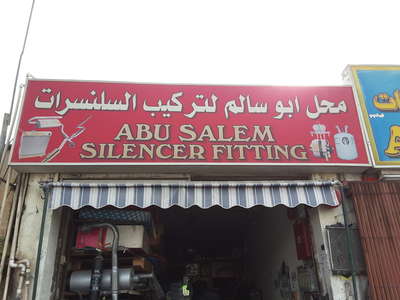 محل ابو سالم لتركيب السلنسرات
ABU SALEM
SILENCER FITTING